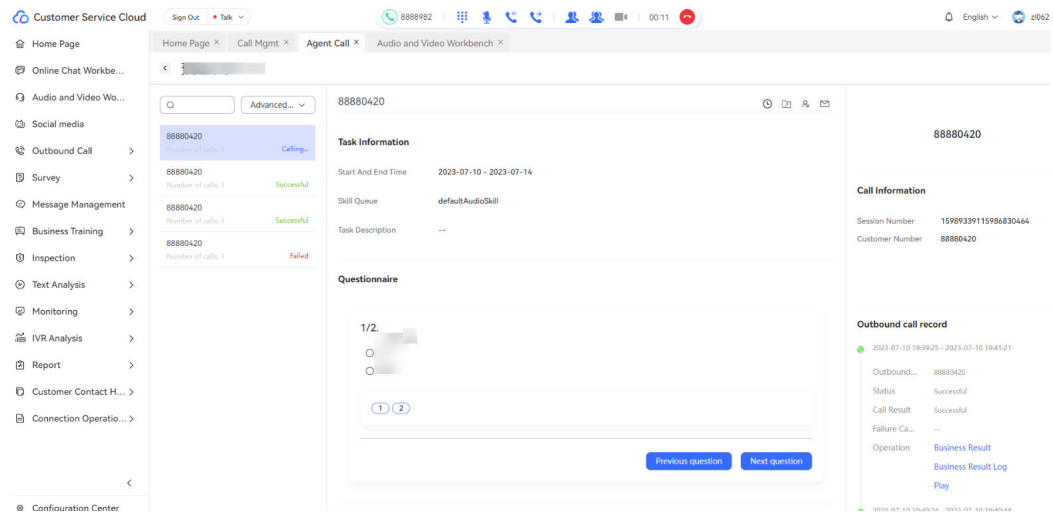 Customer Service Cloud
Sign Out • Talk
8888982
00:11
English
zl062
Home Page
Online Chat Workbe...
Audio and Video Wo...
Social media
Outbound Call
Survey
Message Management
Business Training
Inspection
Text Analysis
Monitoring
IVR Analysis
Report
Customer Contact H...
Connection Operatio...
Configuration Center
Home Page × Call Mgmt × Agent Call × Audio and Video Workbench ×
Advanced...
88880420
Number of calls: 1 Calling...
88880420
Number of calls: 1 Successful
88880420
Number of calls: 1 Successful
88880420
Number of calls: 1 Failed
88880420
Task Information
Start And End Time 2023-07-10 - 2023-07-14
Skill Queue defaultAudioSkill
Task Description --
Questionnaire
1/2.
1 2
Previous question Next question
88880420
Call Information
Session Number 15989339115986830464
Customer Number 88880420
Outbound call record
2023-07-10 19:39:25 - 2023-07-10 19:41:21
Outbound... 88880420
Status Successful
Call Result Successful
Failure Ca... --
Operation Business Result
Business Result Log
Play